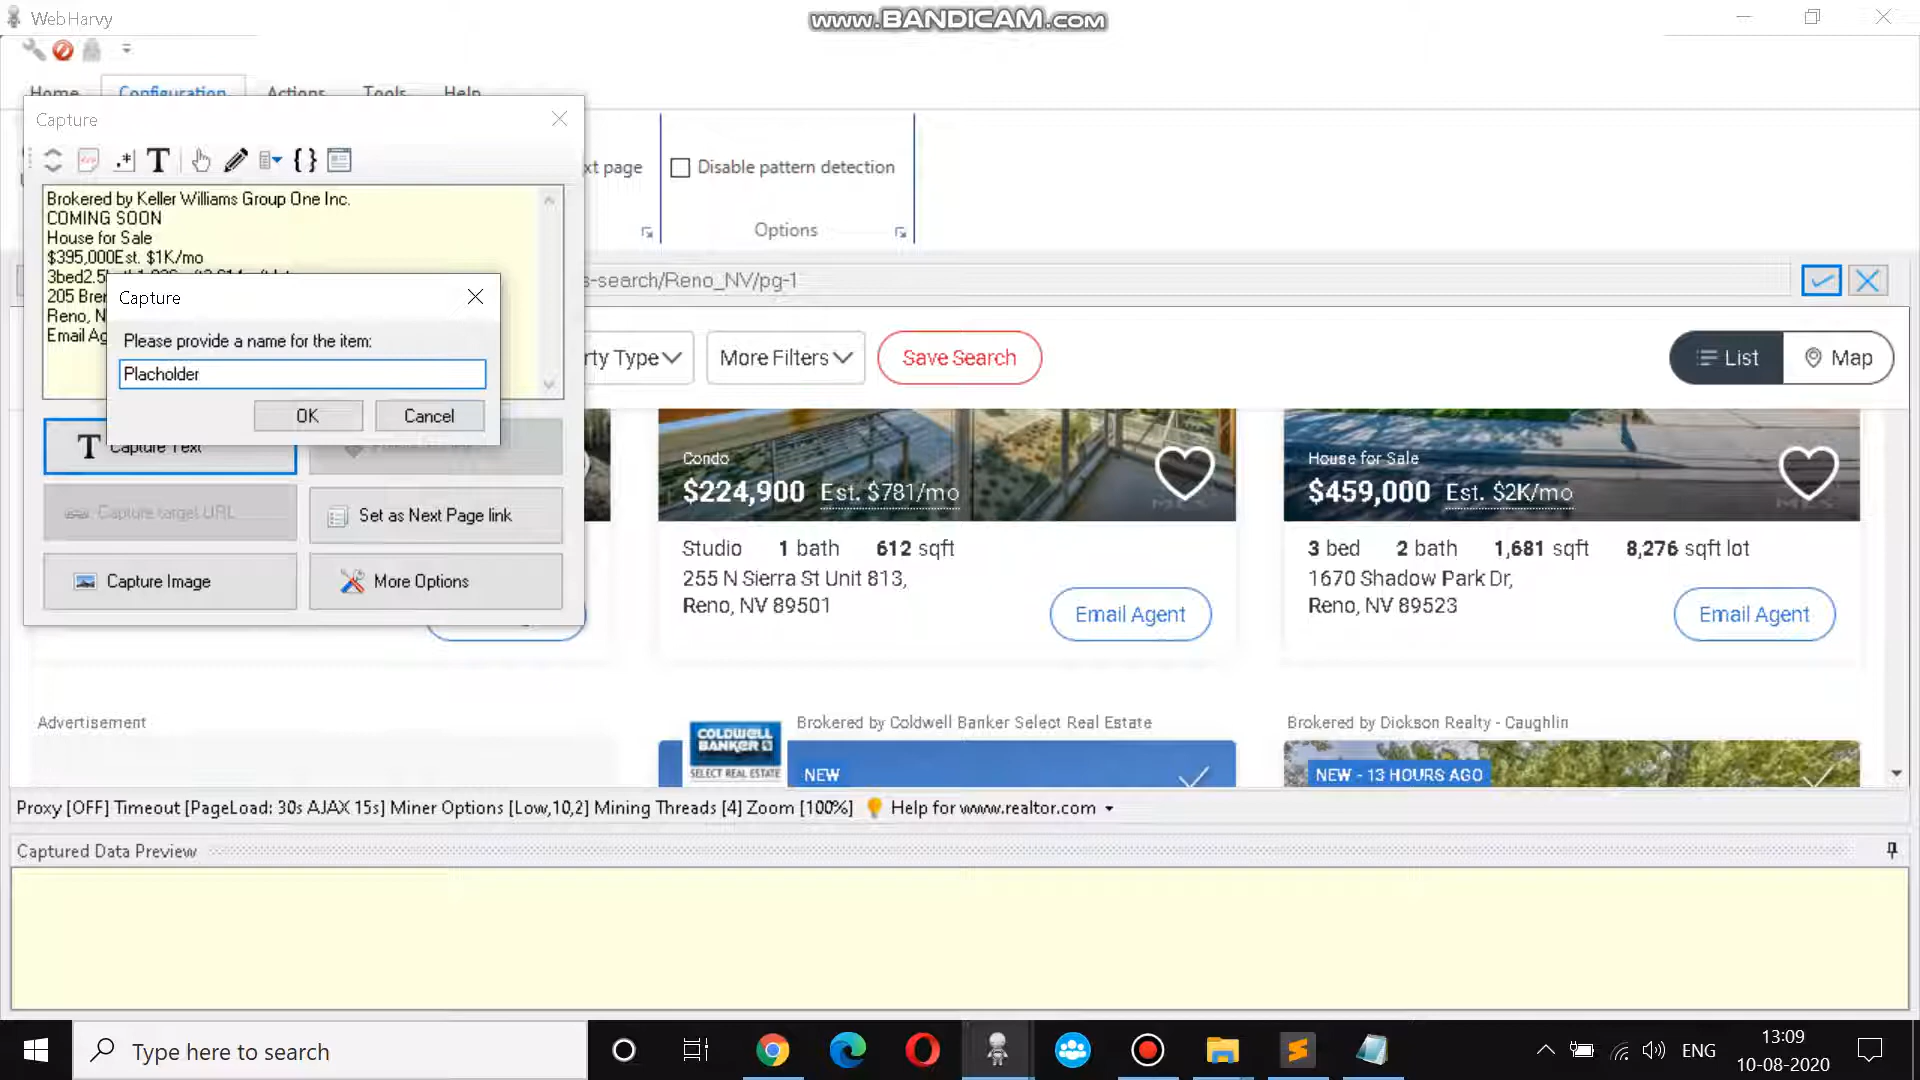 WebHarvy
www.BANDICAM.com
Home Configuration Actions Tools Help
Capture
xt page
Disable pattern detection
Options
Brokered by Keller Williams Group One Inc.
COMING SOON
House for Sale
$395,000Est. $1K/mo
3bed2.5
205 Bren
Reno, N
Email Ag
Capture
Please provide a name for the item:
Placholder
OK Cancel
s-search/Reno_NV/pg-1
rty Type More Filters Save Search List Map
T Capture Text
Capture target URL Set as Next Page link
Capture Image More Options
Condo
$224,900 Est. $781/mo
Studio 1 bath 612 sqft
255 N Sierra St Unit 813,
Reno, NV 89501
Email Agent
House for Sale
$459,000 Est. $2K/mo
3 bed 2 bath 1,681 sqft 8,276 sqft lot
1670 Shadow Park Dr,
Reno, NV 89523
Email Agent
Advertisement
COLDWELL
BANKER
SELECT REAL ESTATE
Brokered by Coldwell Banker Select Real Estate
NEW
Brokered by Dickson Realty - Caughlin
NEW - 13 HOURS AGO
Proxy [OFF] Timeout [PageLoad: 30s AJAX 15s] Miner Options [Low,10,2] Mining Threads [4] Zoom [100%] Help for www.realtor.com
Captured Data Preview
Type here to search
ENG
13:09
10-08-2020